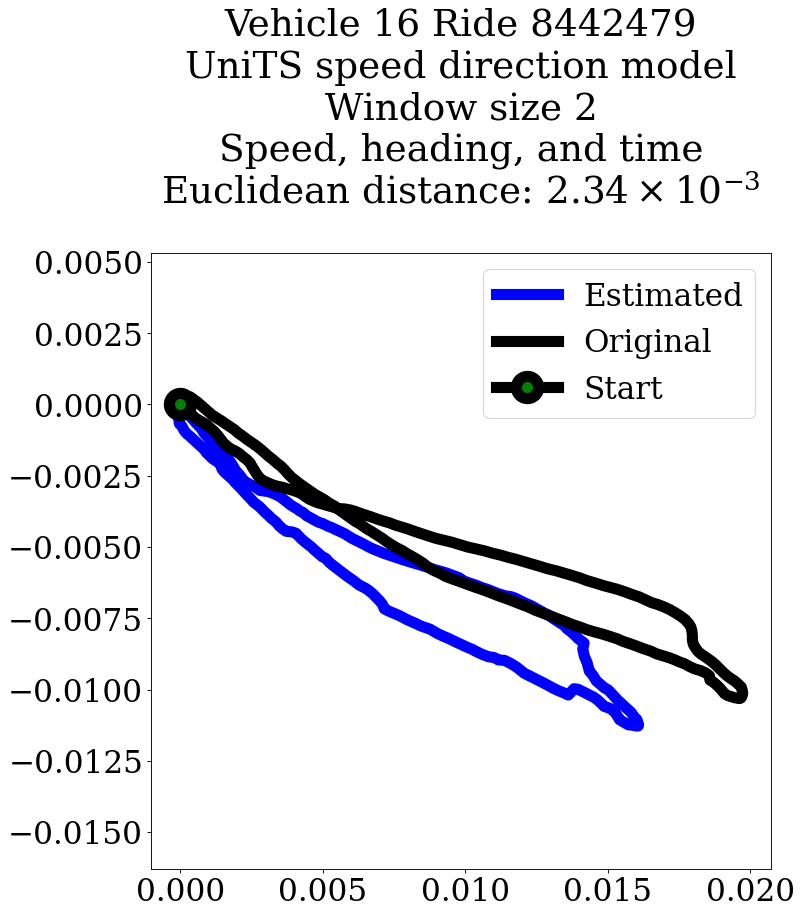 Vehicle 16 Ride 8442479
UniTS speed direction model
Window size 2
Speed, heading, and time
Euclidean distance: 2.34 × 10⁻³
Estimated
Original
Start
0.0050
0.0025
0.0000
−0.0025
−0.0050
−0.0075
−0.0100
−0.0125
−0.0150
0.000 0.005 0.010 0.015 0.020